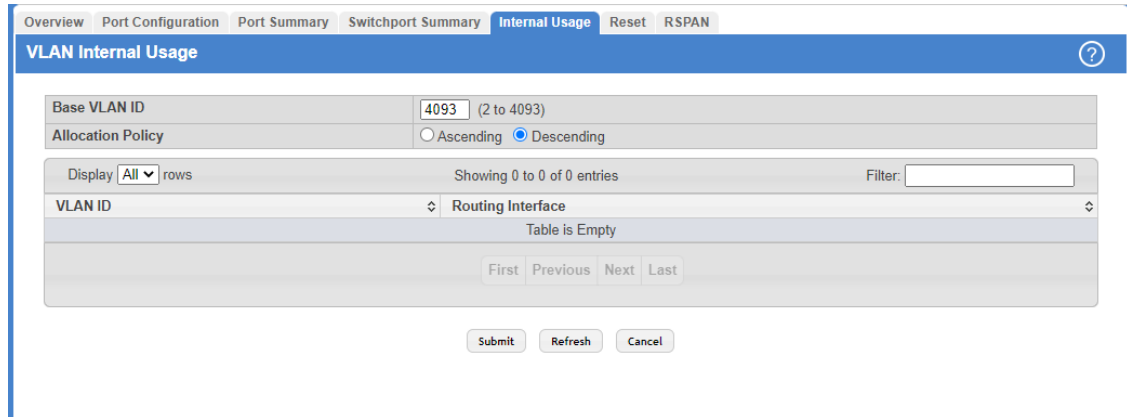 Overview Port Configuration Port Summary Switchport Summary Internal Usage Reset RSPAN
VLAN Internal Usage ?
Base VLAN ID 4093 (2 to 4093)
Allocation Policy Ascending Descending
Display All rows Showing 0 to 0 of 0 entries Filter:
VLAN ID Routing Interface
Table is Empty
First Previous Next Last
Submit Refresh Cancel